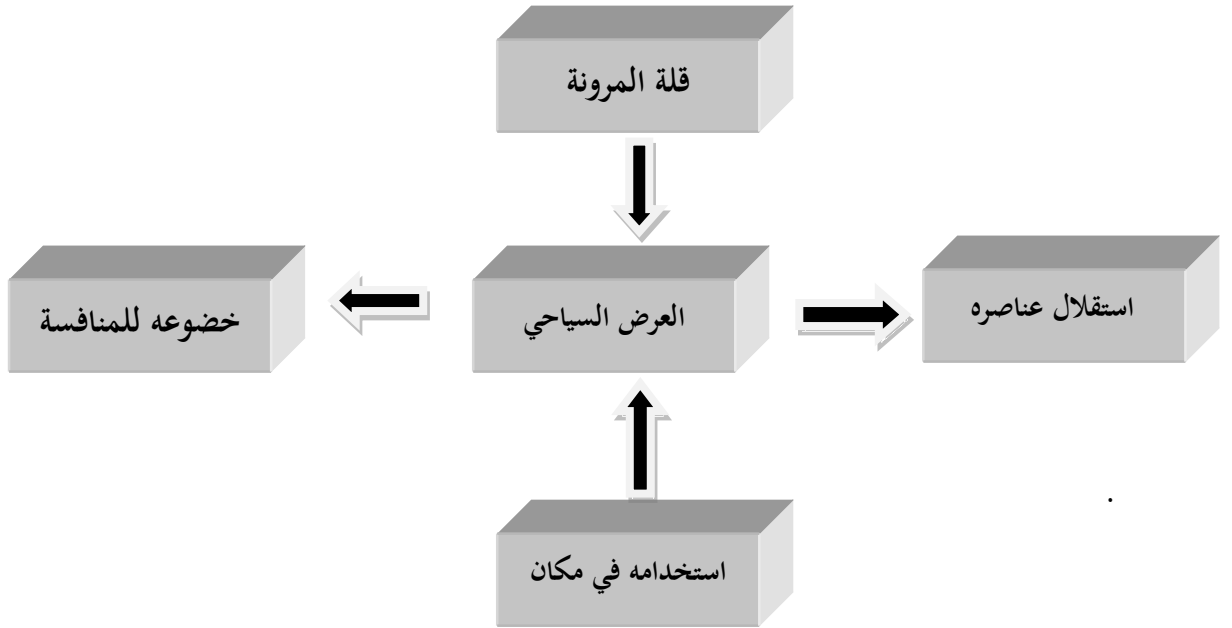 قلة المرونة
استقلال عناصره
العرض السياحي
خضوعه للمنافسة
استخدامه في مكان
.